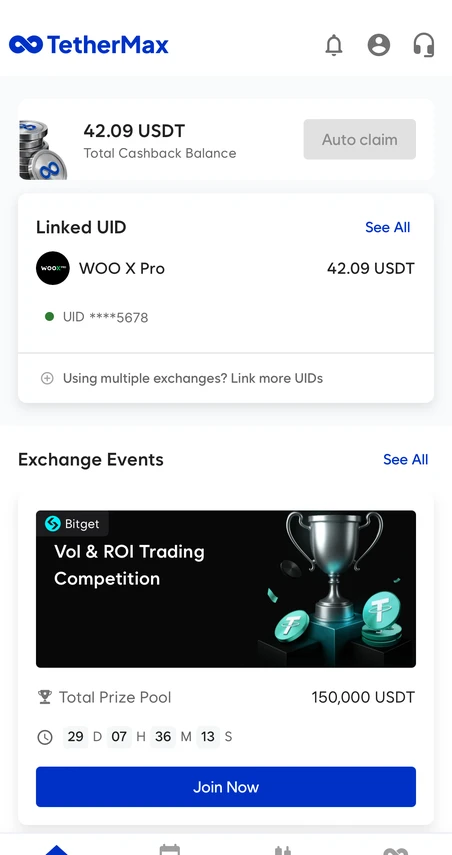 TetherMax
42.09 USDT
Total Cashback Balance
Auto claim
Linked UID
See All
WOO X PRO
WOO X Pro
42.09 USDT
UID ****5678
Using multiple exchanges? Link more UIDs
Exchange Events
See All
Bitget
Vol & ROI Trading
Competition
Total Prize Pool
150,000 USDT
29 D 07 H 36 M 13 S
Join Now